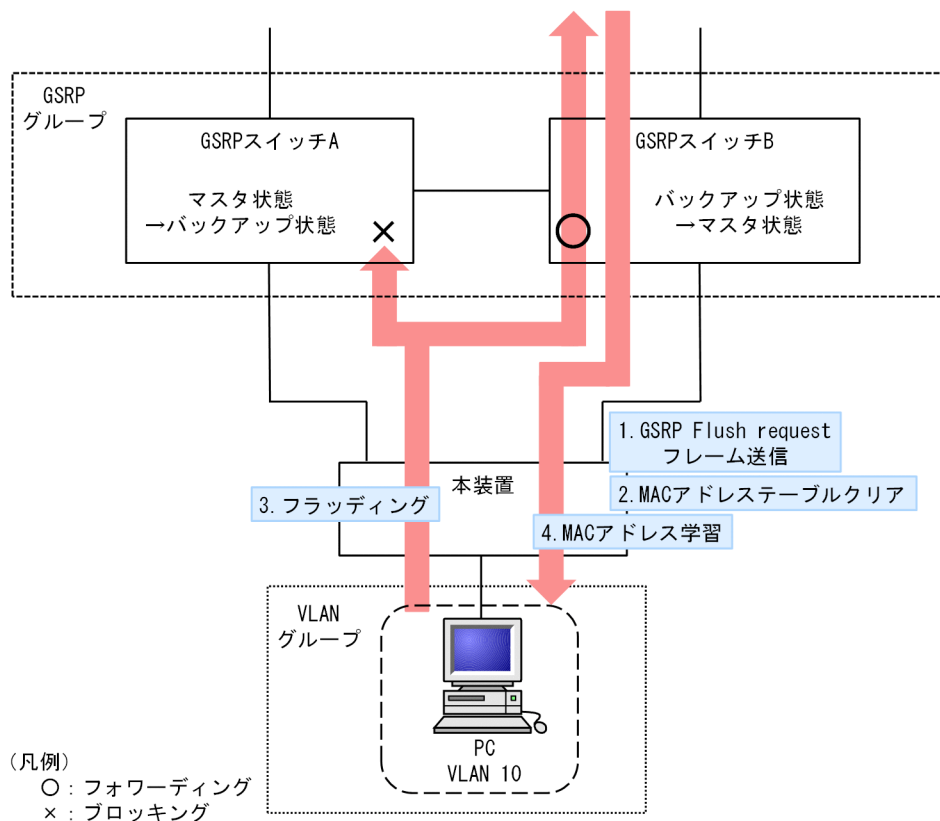 GSRP
グループ
GSRPスイッチA
マスタ状態
→バックアップ状態
×
GSRPスイッチB
バックアップ状態
→マスタ状態
1.GSRP Flush request
フレーム送信
本装置
2.MACアドレステーブルクリア
3.フラッディング
4.MACアドレス学習
VLAN
グループ
PC
VLAN 10
(凡例)
○：フォワーディング
×：ブロッキング